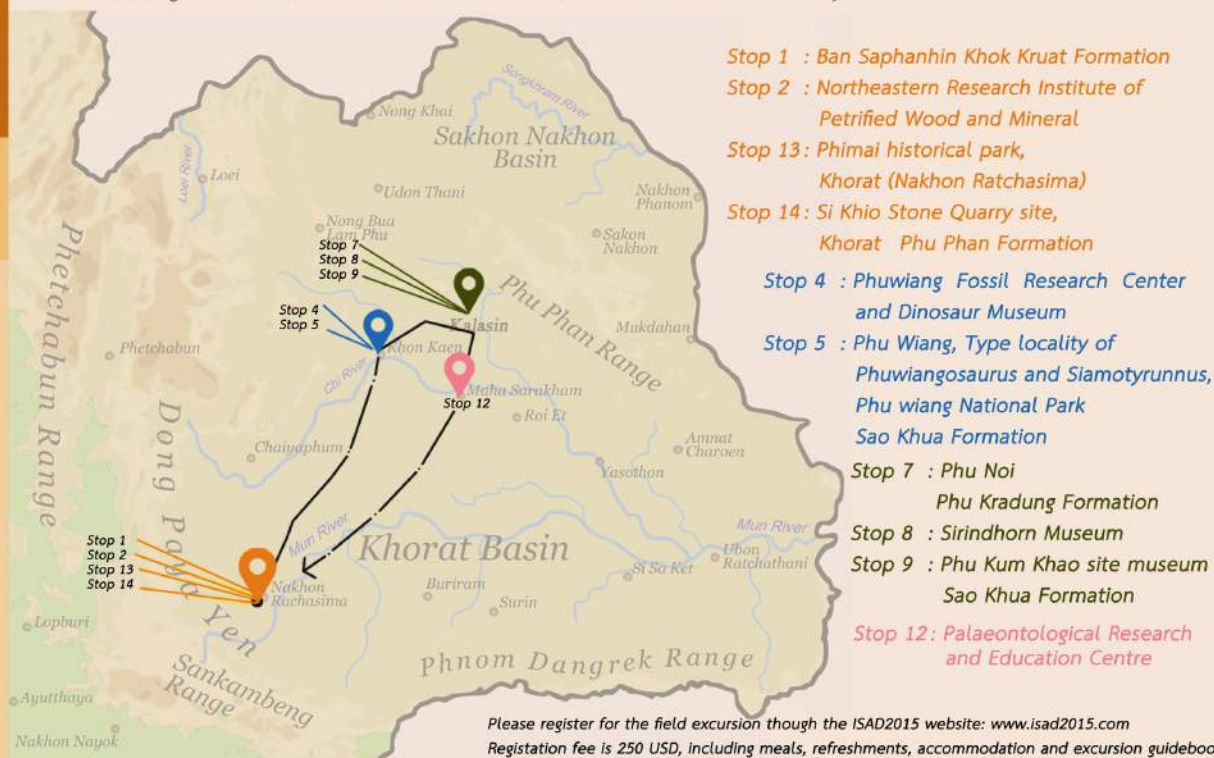 Stop 1 : Ban Saphanhin Khok Kruat Formation
Stop 2 : Northeastern Research Institute of
Petrified Wood and Mineral
Stop 13: Phimai historical park,
Khorat (Nakhon Ratchasima)
Stop 14: Si Khio Stone Quarry site,
Khorat Phu Phan Formation
Stop 4 : Phuwiang Fossil Research Center
and Dinosaur Museum
Stop 5 : Phu Wiang, Type locality of
Phuwiangosaurus and Siamotyrunnus,
Phu wiang National Park
Sao Khua Formation
Stop 7 : Phu Noi
Phu Kradung Formation
Stop 8 : Sirindhorn Museum
Stop 9 : Phu Kum Khao site museum
Sao Khua Formation
Stop 12: Palaeontological Research
and Education Centre
Songkhram River
Nong Khai
Sakhon Nakhon
Basin
Loei River
Loei
Udon Thani
Nakhon
Phanom
Nong Bua
Lam Phu
Sakon
Nakhon
Stop 7
Stop 8
Stop 9
Phu Phan Range
Stop 4
Stop 5
Kalasin
Mukdahan
Phetchabun Range
Phetchabun
Khon Kaen
Chi River
Maha Sarakham
Stop 12
Roi Et
Dong Paya Yen
Chaiyaphum
Amnat
Charoen
Yasothon
Mun River
Mun River
Khorat Basin
Ubon
Ratchathani
Si Sa Ket
Stop 1
Stop 2
Stop 13
Stop 14
Nakhon
Rachasima
Buriram
Surin
Lopburi
Phnom Dangrek Range
Sankambeng
Range
Ayutthaya
Nakhon Nayok
Please register for the field excursion though the ISAD2015 website: www.isad2015.com
Registation fee is 250 USD, including meals, refreshments, accommodation and excursion